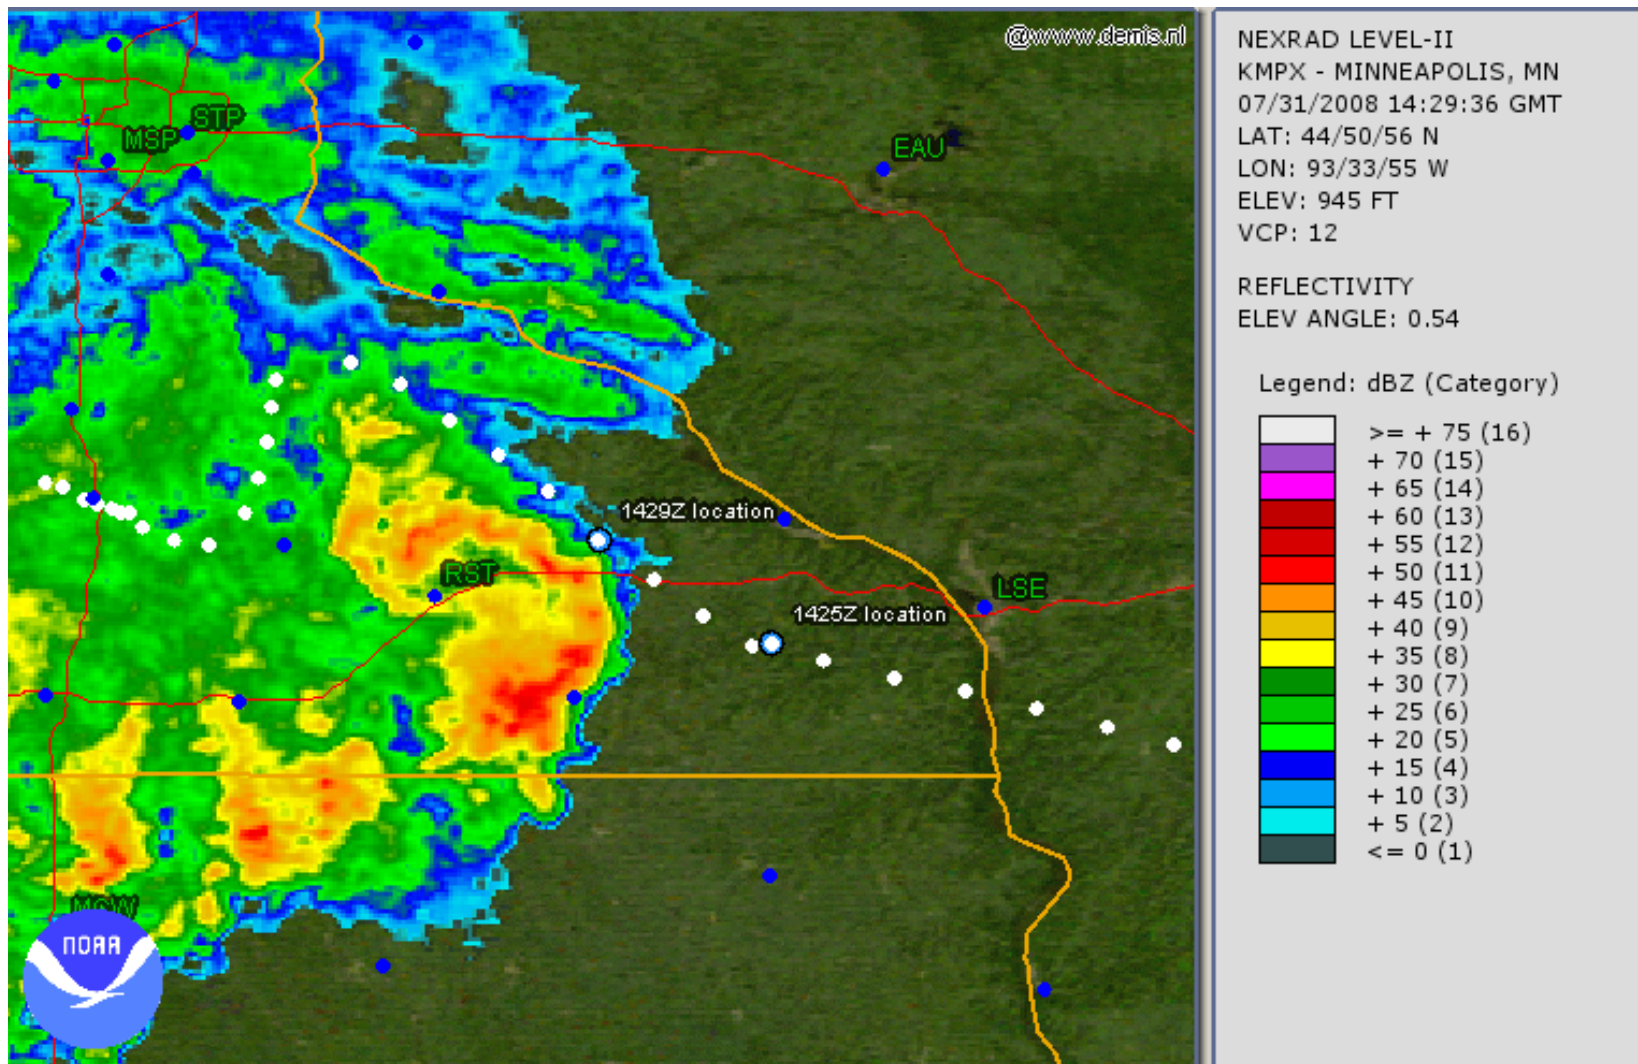 @www.demis.nl
STP
MSP
EAU
1429Z location
RST
LSE
1425Z location
MCW
NOAA
NEXRAD LEVEL-II
KMPX - MINNEAPOLIS, MN
07/31/2008 14:29:36 GMT
LAT: 44/50/56 N
LON: 93/33/55 W
ELEV: 945 FT
VCP: 12
REFLECTIVITY
ELEV ANGLE: 0.54
Legend: dBZ (Category)
>= + 75 (16)
+ 70 (15)
+ 65 (14)
+ 60 (13)
+ 55 (12)
+ 50 (11)
+ 45 (10)
+ 40 (9)
+ 35 (8)
+ 30 (7)
+ 25 (6)
+ 20 (5)
+ 15 (4)
+ 10 (3)
+ 5 (2)
<= 0 (1)